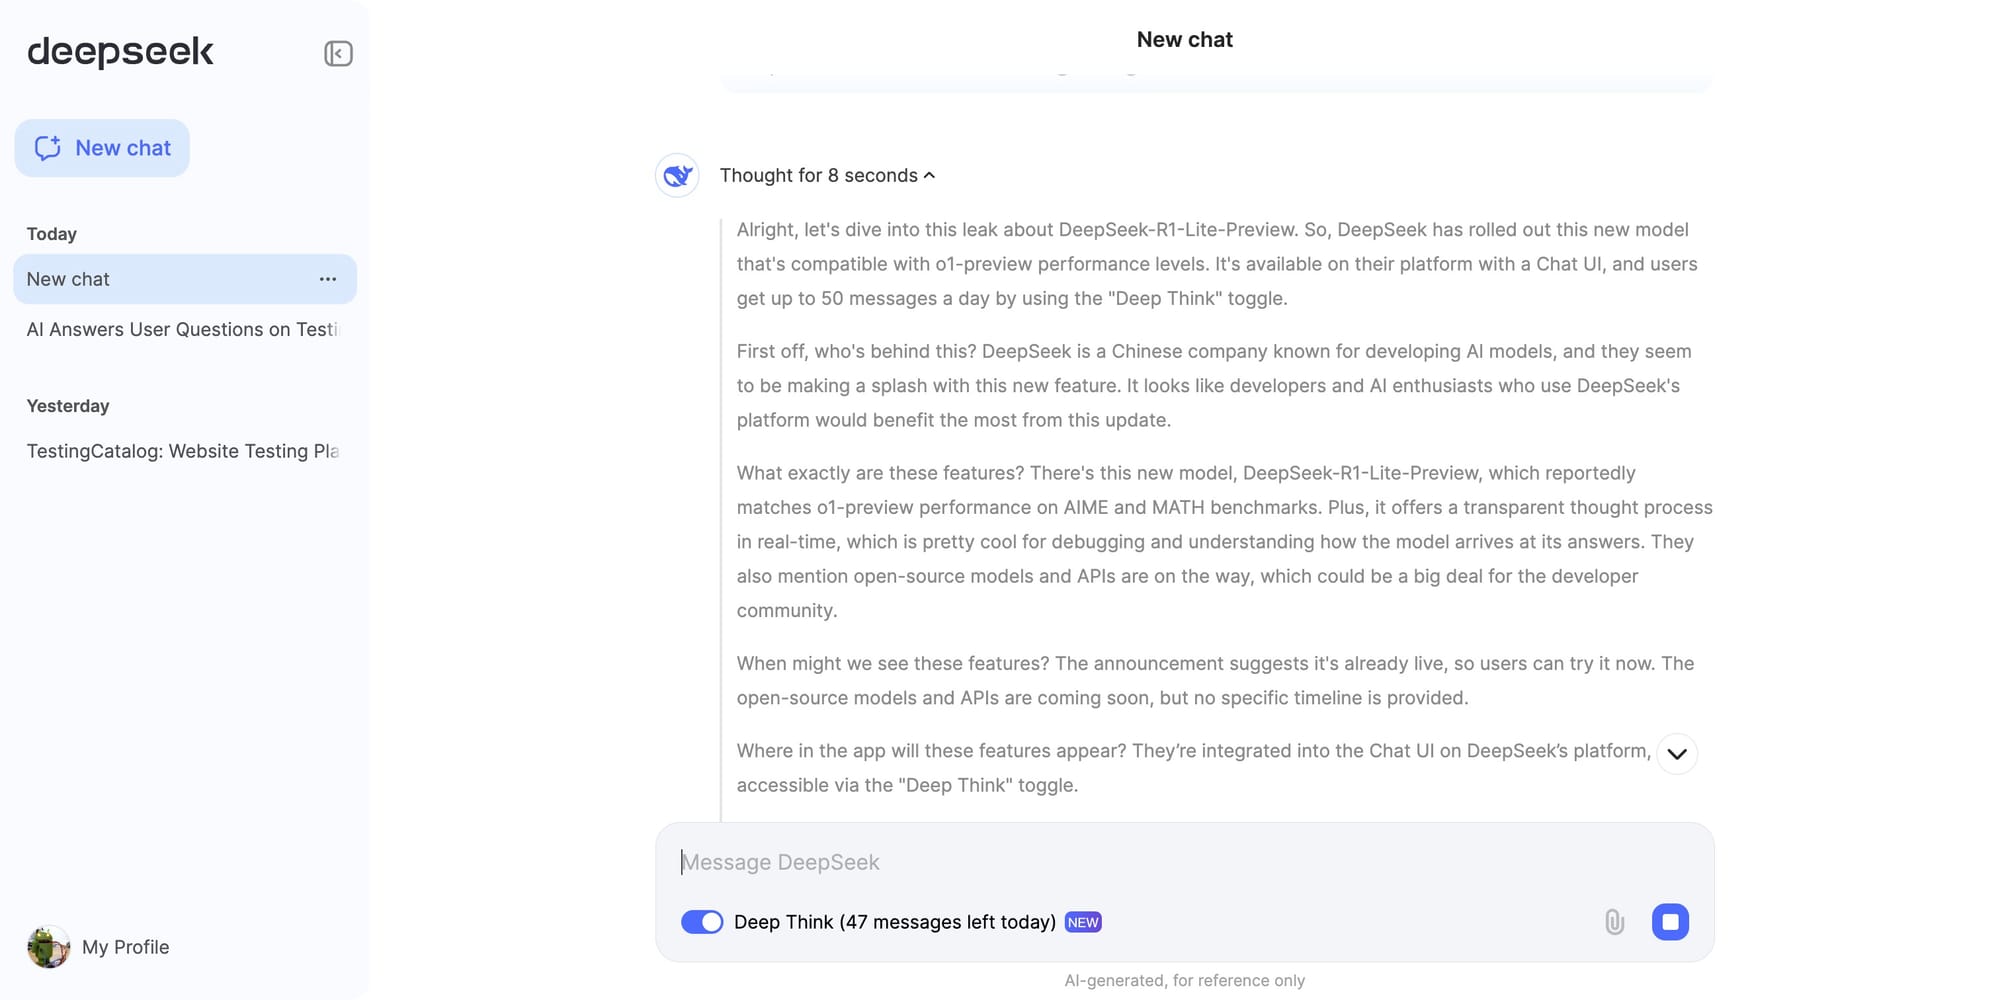 deepseek
New chat
Today
New chat
AI Answers User Questions on Testi
Yesterday
TestingCatalog: Website Testing Pla
My Profile
New chat
Thought for 8 seconds
Alright, let's dive into this leak about DeepSeek-R1-Lite-Preview. So, DeepSeek has rolled out this new model
that's compatible with o1-preview performance levels. It's available on their platform with a Chat UI, and users
get up to 50 messages a day by using the "Deep Think" toggle.
First off, who's behind this? DeepSeek is a Chinese company known for developing AI models, and they seem
to be making a splash with this new feature. It looks like developers and AI enthusiasts who use DeepSeek's
platform would benefit the most from this update.
What exactly are these features? There's this new model, DeepSeek-R1-Lite-Preview, which reportedly
matches o1-preview performance on AIME and MATH benchmarks. Plus, it offers a transparent thought process
in real-time, which is pretty cool for debugging and understanding how the model arrives at its answers. They
also mention open-source models and APIs are on the way, which could be a big deal for the developer
community.
When might we see these features? The announcement suggests it's already live, so users can try it now. The
open-source models and APIs are coming soon, but no specific timeline is provided.
Where in the app will these features appear? They’re integrated into the Chat UI on DeepSeek’s platform,
accessible via the "Deep Think" toggle.
Message DeepSeek
Deep Think (47 messages left today) NEW
AI-generated, for reference only